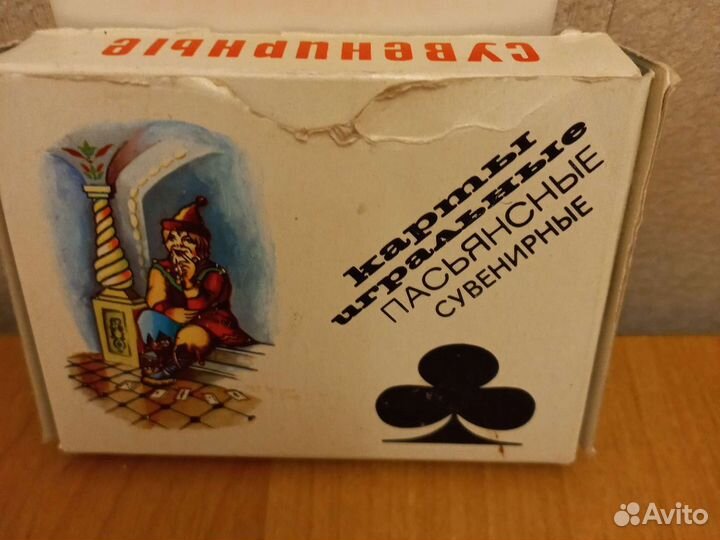 СУВЕНИРНЫЕ
карты
игральные
ПАСЬЯНСНЫЕ
СУВЕНИРНЫЕ
Avito